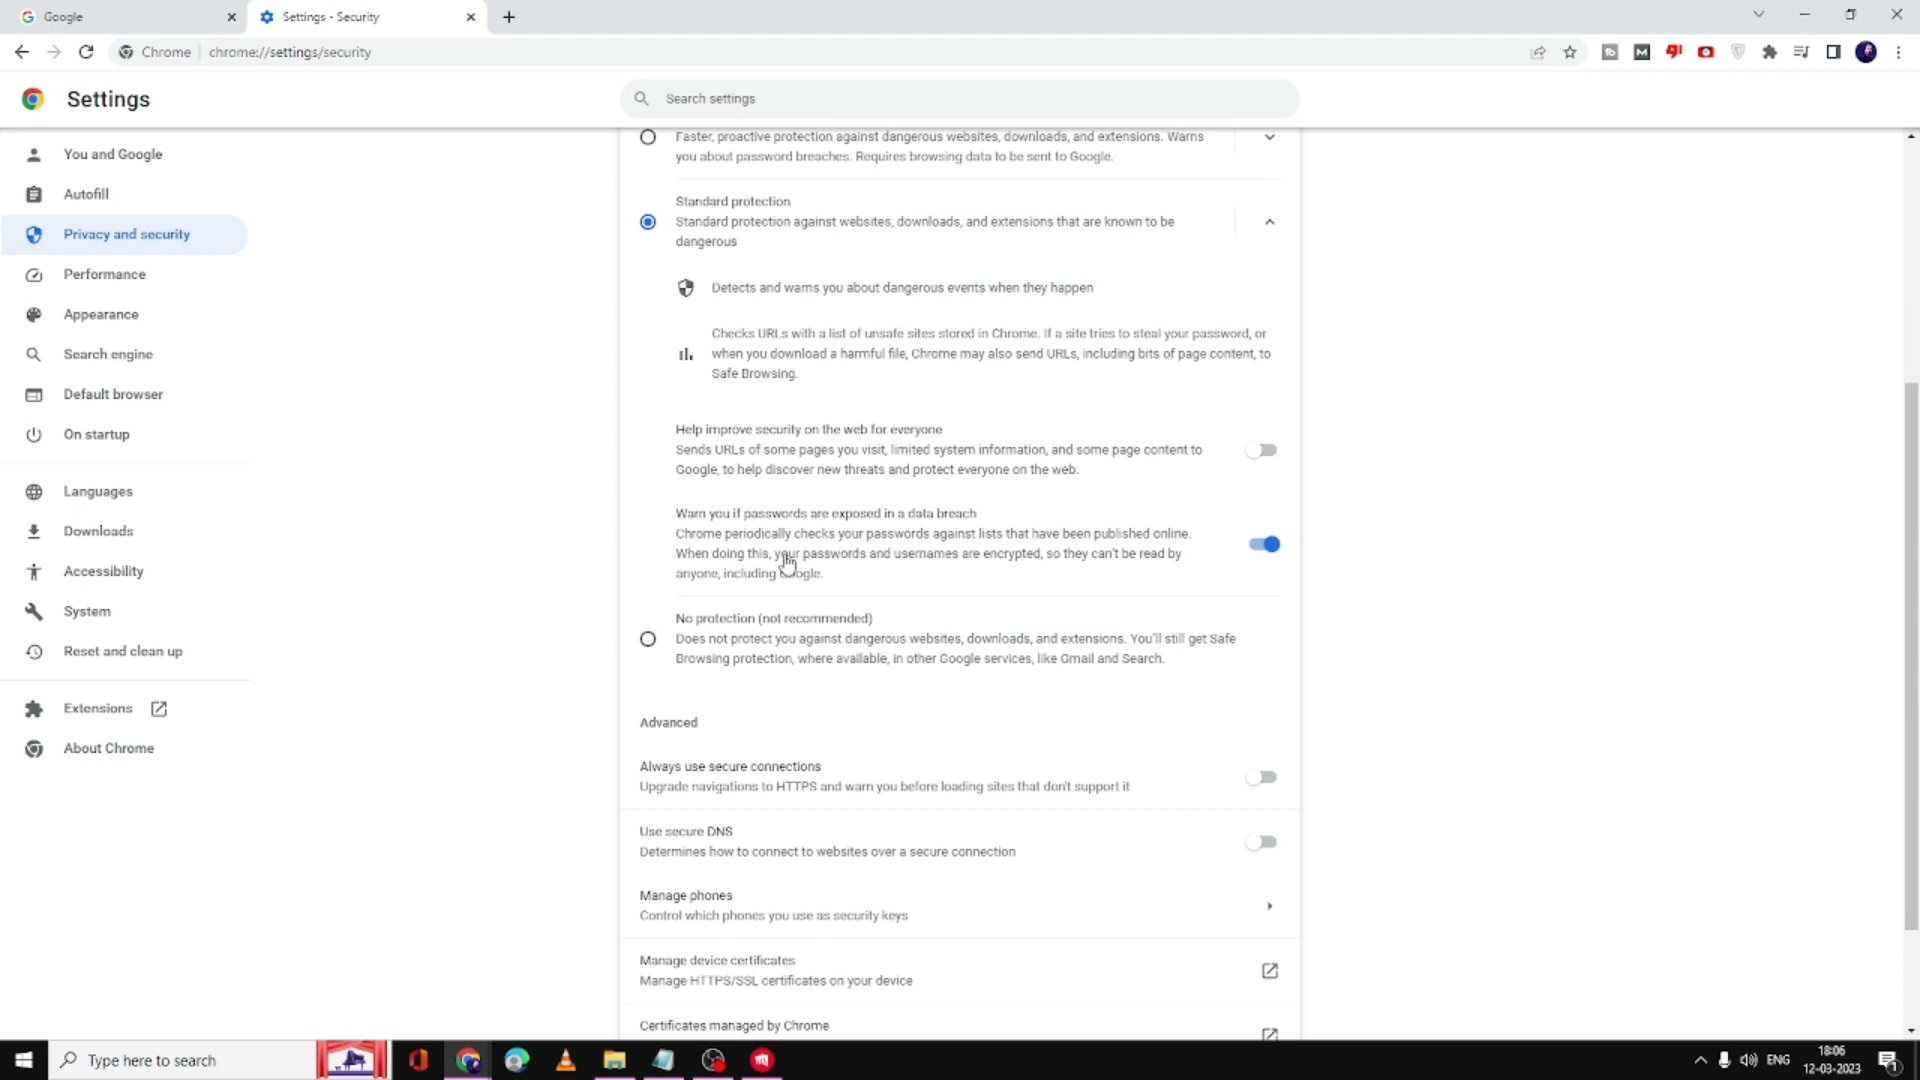 Google
Settings - Security
Chrome
chrome://settings/security
Settings
Search settings
You and Google
Autofill
Privacy and security
Performance
Appearance
Search engine
Default browser
On startup
Languages
Downloads
Accessibility
System
Reset and clean up
Extensions
About Chrome
Faster, proactive protection against dangerous websites, downloads, and extensions. Warns
you about password breaches. Requires browsing data to be sent to Google.
Standard protection
Standard protection against websites, downloads, and extensions that are known to be
dangerous
Detects and warns you about dangerous events when they happen
Checks URLs with a list of unsafe sites stored in Chrome. If a site tries to steal your password, or
when you download a harmful file, Chrome may also send URLs, including bits of page content, to
Safe Browsing.
Help improve security on the web for everyone
Sends URLs of some pages you visit, limited system information, and some page content to
Google, to help discover new threats and protect everyone on the web.
Warn you if passwords are exposed in a data breach
Chrome periodically checks your passwords against lists that have been published online.
When doing this, your passwords and usernames are encrypted, so they can't be read by
anyone, including Google.
No protection (not recommended)
Does not protect you against dangerous websites, downloads, and extensions. You'll still get Safe
Browsing protection, where available, in other Google services, like Gmail and Search.
Advanced
Always use secure connections
Upgrade navigations to HTTPS and warn you before loading sites that don't support it
Use secure DNS
Determines how to connect to websites over a secure connection
Manage phones
Control which phones you use as security keys
Manage device certificates
Manage HTTPS/SSL certificates on your device
Certificates managed by Chrome
Type here to search
ENG
18:06
12-03-2023